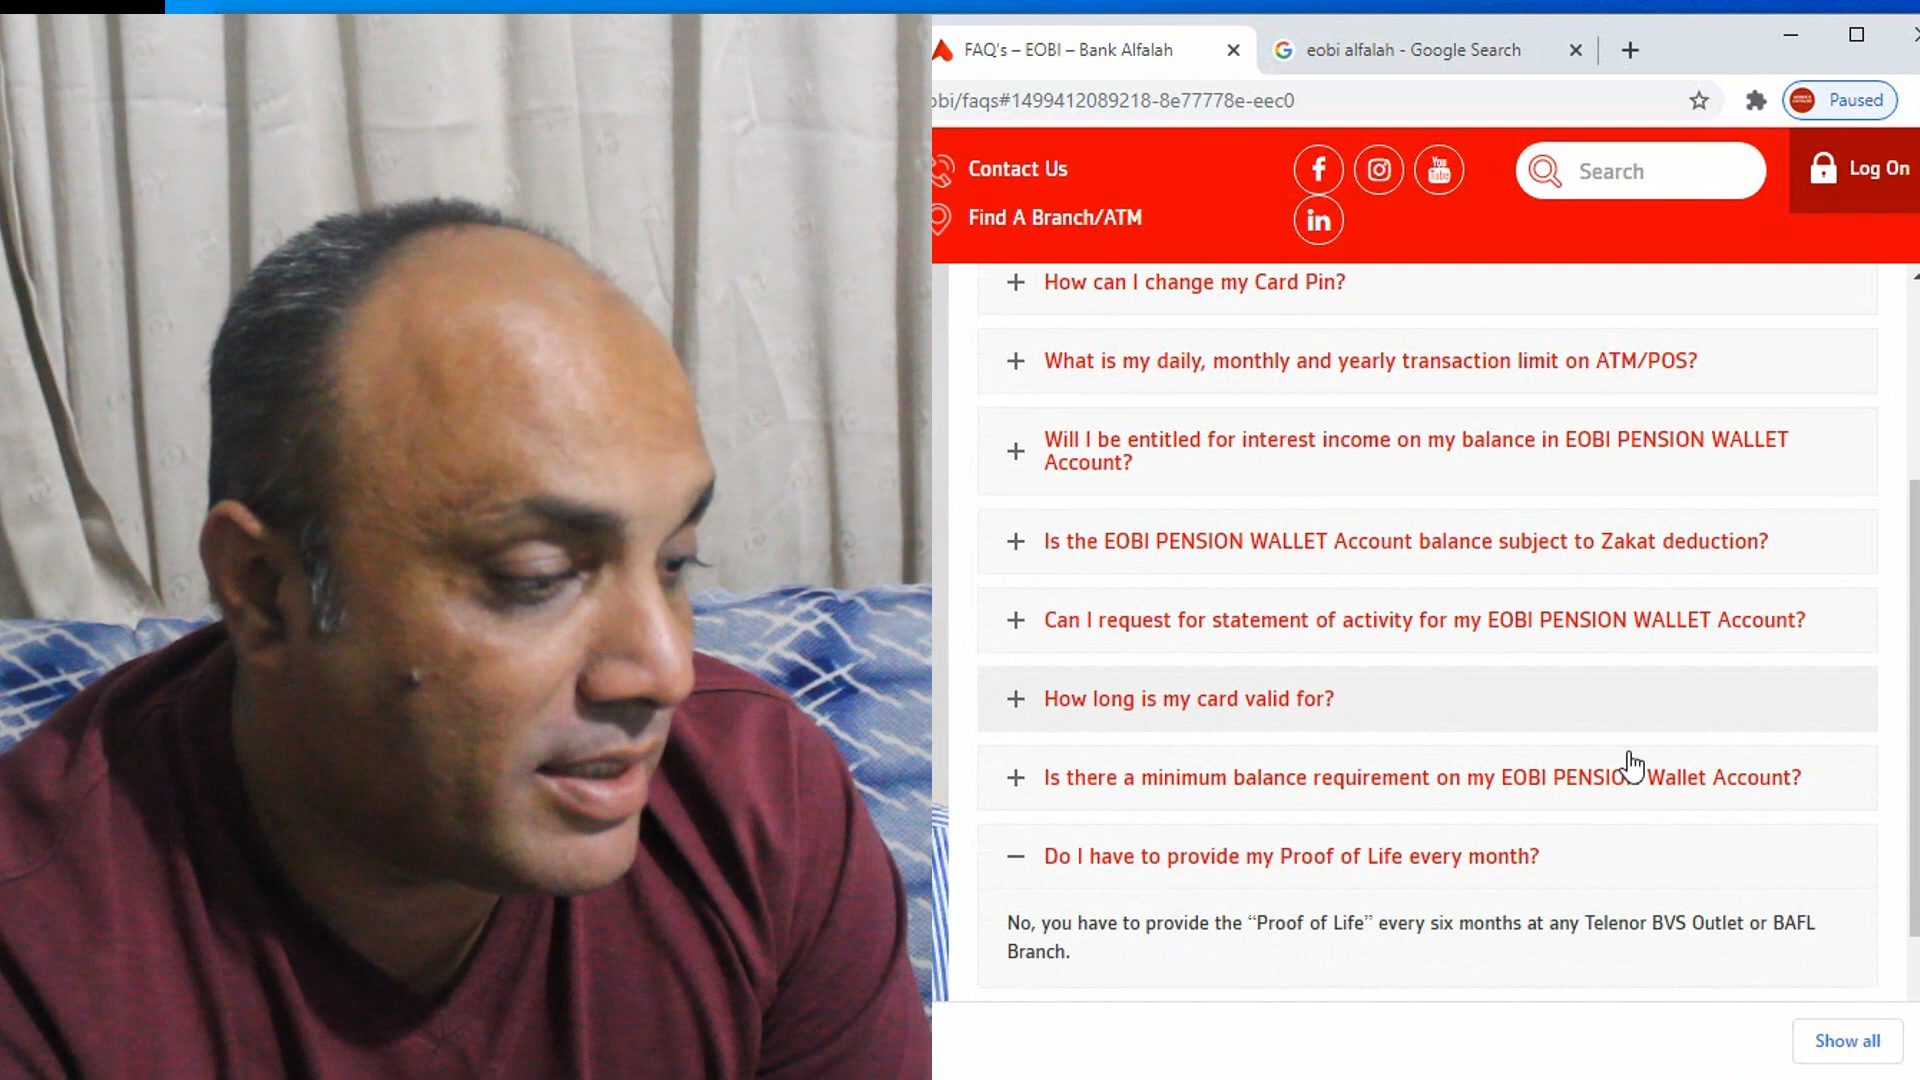 FAQ's – EOBI – Bank Alfalah
eobi alfalah - Google Search
obi/faqs#1499412089218-8e77778e-eec0
Paused
Contact Us
Find A Branch/ATM
You
Tube
Search
Log On
How can I change my Card Pin?
What is my daily, monthly and yearly transaction limit on ATM/POS?
Will I be entitled for interest income on my balance in EOBI PENSION WALLET
Account?
Is the EOBI PENSION WALLET Account balance subject to Zakat deduction?
Can I request for statement of activity for my EOBI PENSION WALLET Account?
How long is my card valid for?
Is there a minimum balance requirement on my EOBI PENSION Wallet Account?
Do I have to provide my Proof of Life every month?
No, you have to provide the “Proof of Life” every six months at any Telenor BVS Outlet or BAFL
Branch.
Show all